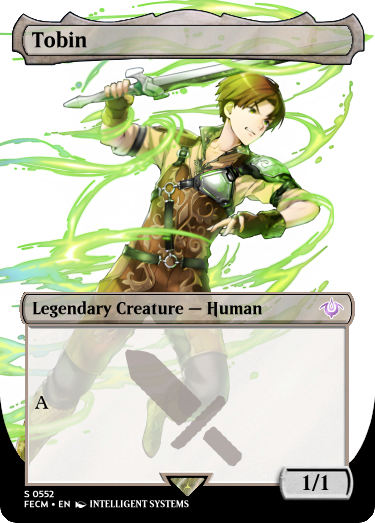 Tobin
Legendary Creature — Human
A
1/1
S 0552
FECM • EN INTELLIGENT SYSTEMS